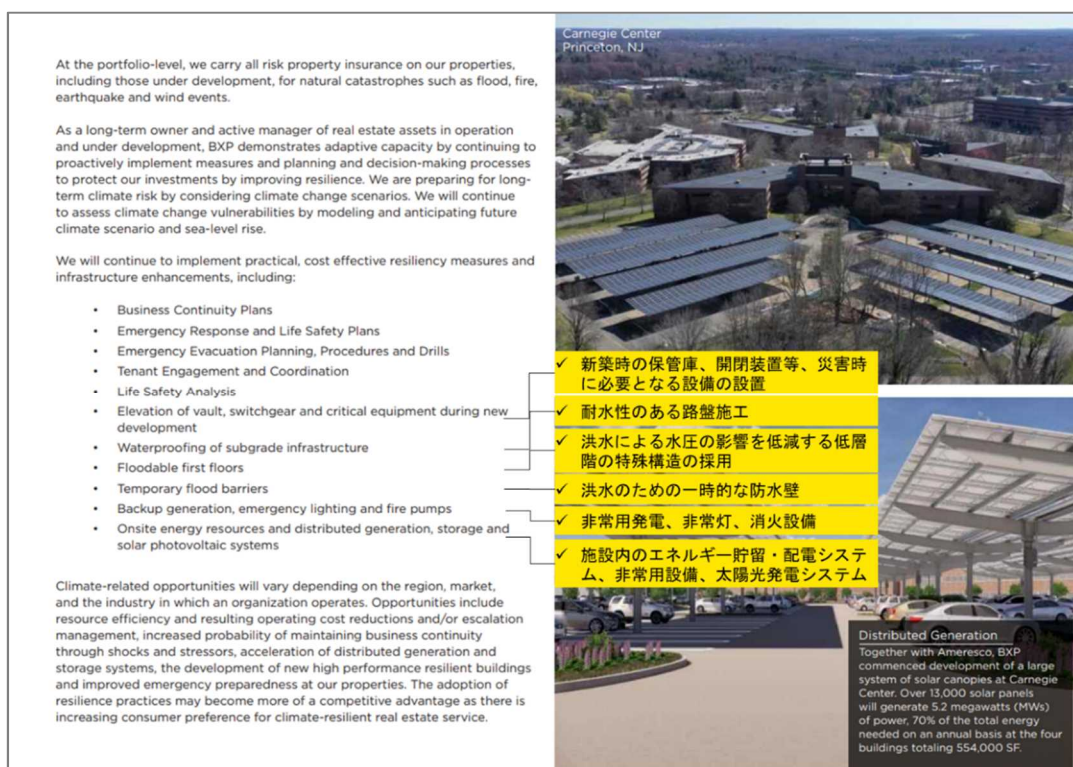 At the portfolio-level, we carry all risk property insurance on our properties,
including those under development, for natural catastrophes such as flood, fire,
earthquake and wind events.
As a long-term owner and active manager of real estate assets in operation
and under development, BXP demonstrates adaptive capacity by continuing to
proactively implement measures and planning and decision-making processes
to protect our investments by improving resilience. We are preparing for long-
term climate risk by considering climate change scenarios. We will continue
to assess climate change vulnerabilities by modeling and anticipating future
climate scenario and sea-level rise.
We will continue to implement practical, cost effective resiliency measures and
infrastructure enhancements, including:
• Business Continuity Plans
• Emergency Response and Life Safety Plans
• Emergency Evacuation Planning, Procedures and Drills
• Tenant Engagement and Coordination
• Life Safety Analysis
• Elevation of vault, switchgear and critical equipment during new
development
• Waterproofing of subgrade infrastructure
• Floodable first floors
• Temporary flood barriers
• Backup generation, emergency lighting and fire pumps
• Onsite energy resources and distributed generation, storage and
solar photovoltaic systems
Climate-related opportunities will vary depending on the region, market,
and the industry in which an organization operates. Opportunities include
resource efficiency and resulting operating cost reductions and/or escalation
management, increased probability of maintaining business continuity
through shocks and stressors, acceleration of distributed generation and
storage systems, the development of new high performance resilient buildings
and improved emergency preparedness at our properties. The adoption of
resilience practices may become more of a competitive advantage as there is
increasing consumer preference for climate-resilient real estate service.
Carnegie Center
Princeton, NJ
✓ 新築時の保管庫、開閉装置等、災害時
に必要となる設備の設置
✓ 耐水性のある路盤施工
✓ 洪水による水圧の影響を低減する低層
階の特殊構造の採用
✓ 洪水のための一時的な防水壁
✓ 非常用発電、非常灯、消火設備
✓ 施設内のエネルギー貯留・配電システ
ム、非常用設備、太陽光発電システム
Distributed Generation
Together with Ameresco, BXP
commenced development of a large
system of solar canopies at Carnegie
Center. Over 13,000 solar panels
will generate 5.2 megawatts (MWs)
of power, 70% of the total energy
needed on an annual basis at the four
buildings totaling 554,000 SF.